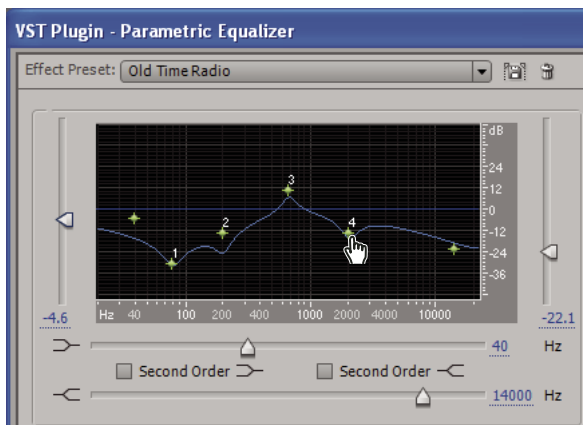 VST Plugin - Parametric Equalizer
Effect Preset: Old Time Radio
dB
24
12
0
-12
-24
-36
1
2
3
4
Hz 40 100 200 400 1000 2000 4000 10000
-4.6
-22.1
40 Hz
Second Order
Second Order
14000 Hz